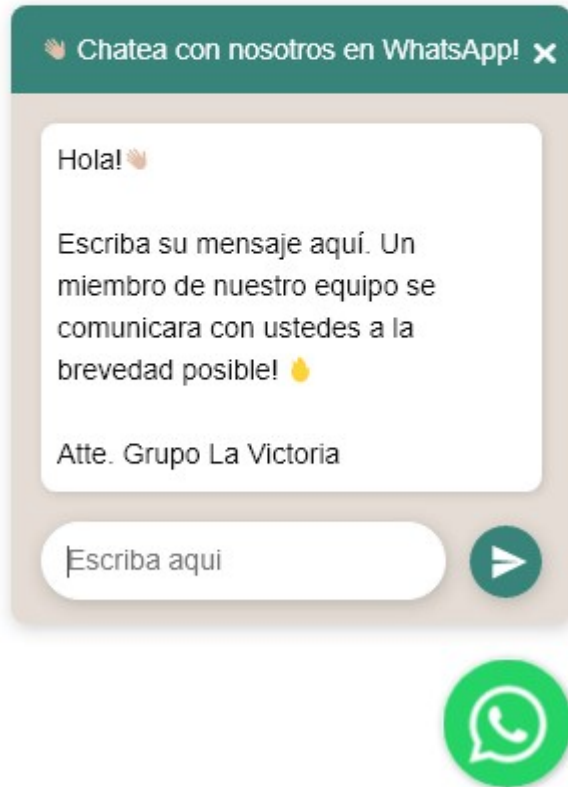 👋 Chatea con nosotros en WhatsApp! ×
Hola!👋
Escriba su mensaje aquí. Un
miembro de nuestro equipo se
comunicara con ustedes a la
brevedad posible! 🔥
Atte. Grupo La Victoria
Escriba aqui